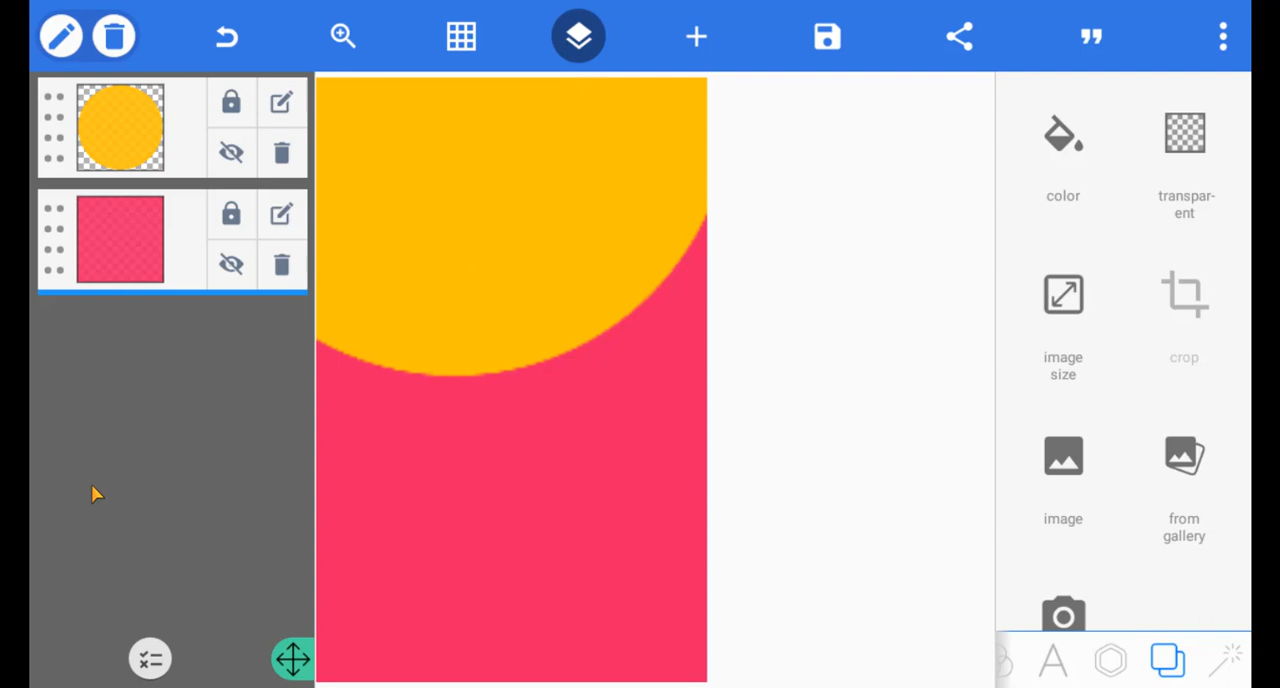 color
transpar-
ent
image
size
crop
image
from
gallery